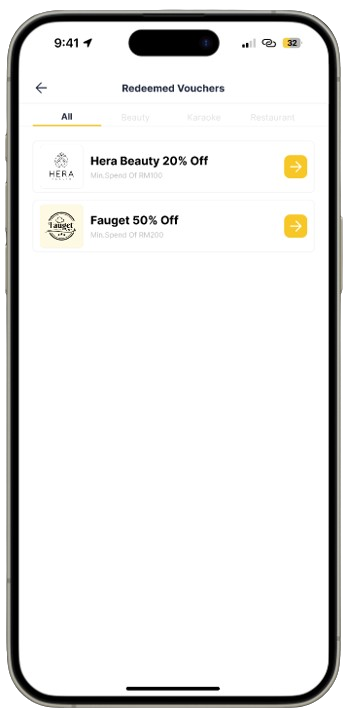 9:41
32
Redeemed Vouchers
All Beauty Karaoke Restaurant
HERA
Hera Beauty 20% Off
Min.Spend Of RM100
Fauget
Fauget 50% Off
Min.Spend Of RM200